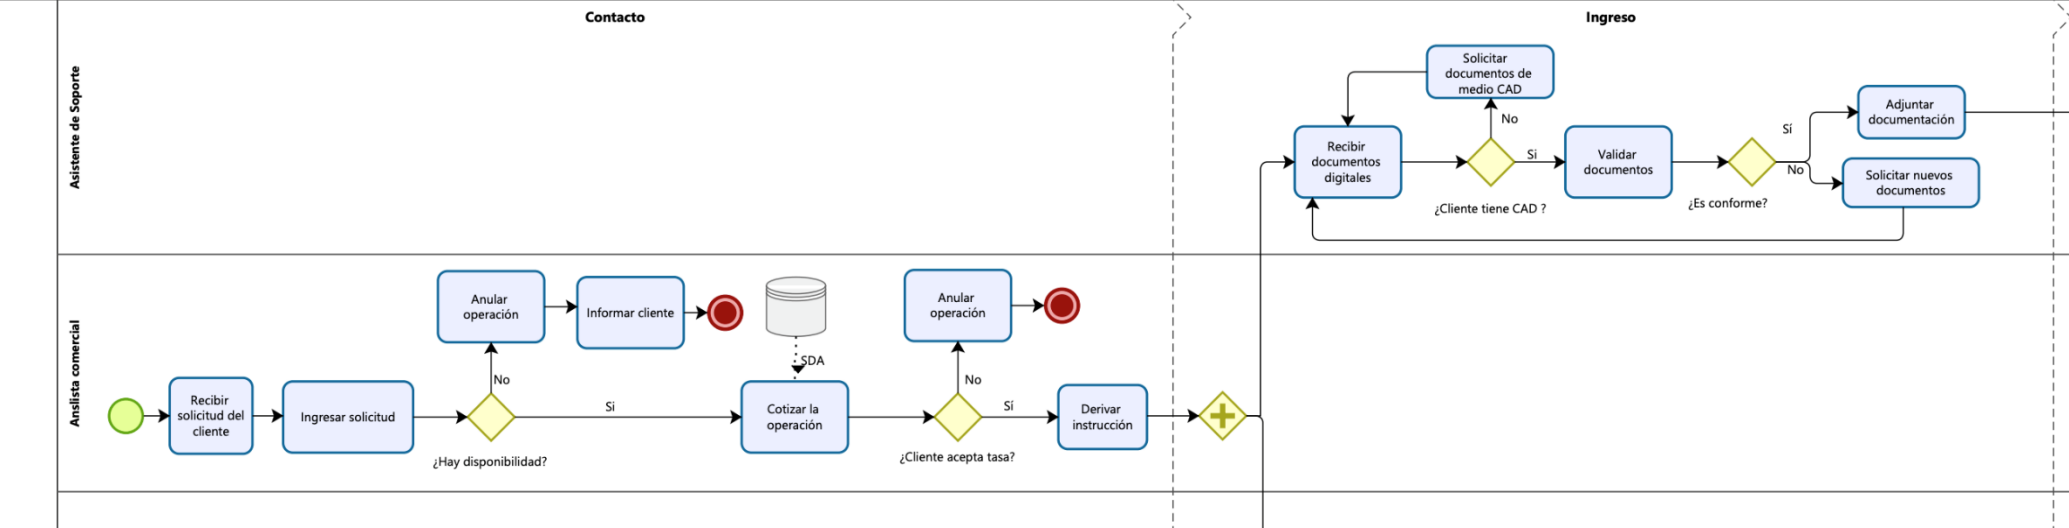 Contacto
Ingreso
Asistente de Soporte
Solicitar
documentos de
medio CAD
No
Recibir
documentos
digitales
Si
¿Cliente tiene CAD ?
Validar
documentos
¿Es conforme?
Sí
No
Adjuntar
documentación
Solicitar nuevos
documentos
Anslista comercial
Recibir
solicitud del
cliente
Ingresar solicitud
¿Hay disponibilidad?
No
Anular
operación
Informar cliente
Si
SDA
Cotizar la
operación
¿Cliente acepta tasa?
No
Anular
operación
Sí
Derivar
instrucción